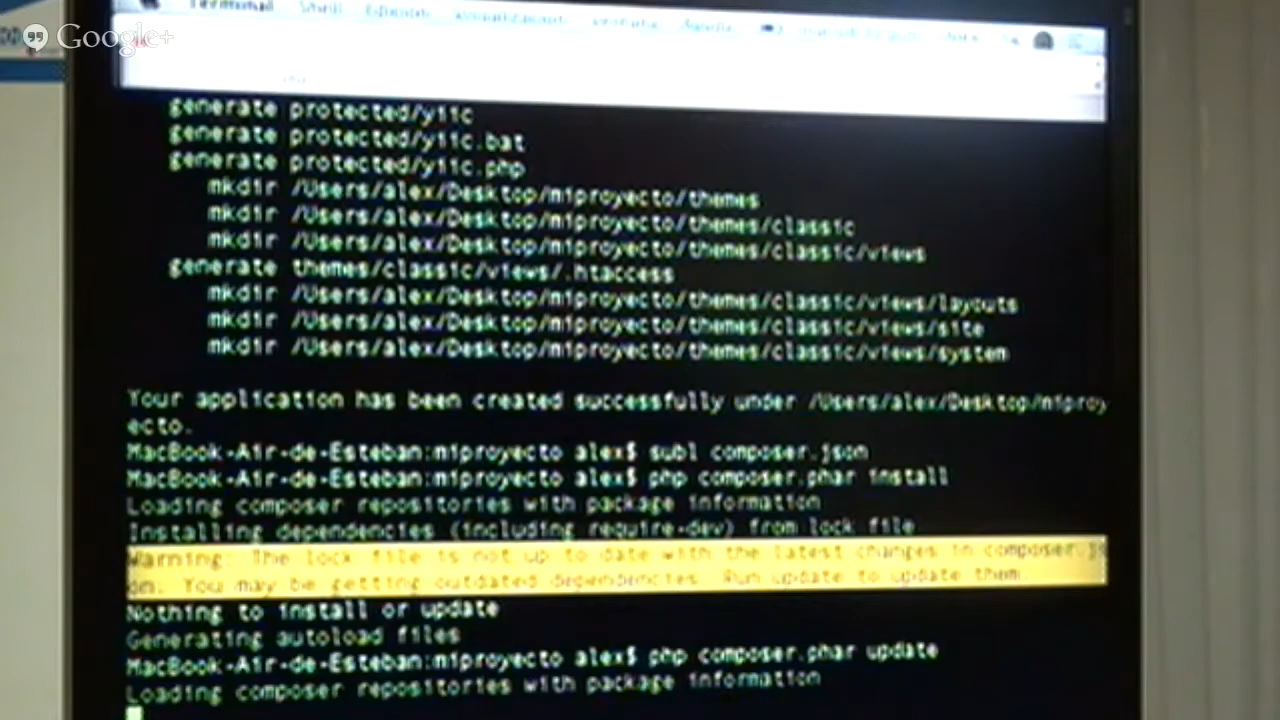 Google+
Terminal Shell
generate protected/yiic
generate protected/yiic.bat
generate protected/yiic.php
mkdir /Users/alex/Desktop/miproyecto/themes
mkdir /Users/alex/Desktop/miproyecto/themes/classic
mkdir /Users/alex/Desktop/miproyecto/themes/classic/views
generate themes/classic/views/.htaccess
mkdir /Users/alex/Desktop/miproyecto/themes/classic/views/layouts
mkdir /Users/alex/Desktop/miproyecto/themes/classic/views/site
mkdir /Users/alex/Desktop/miproyecto/themes/classic/views/system
Your application has been created successfully under /Users/alex/Desktop/miproy
ecto.
MacBook-Air-de-Esteban:miproyecto alex$ subl composer.json
MacBook-Air-de-Esteban:miproyecto alex$ php composer.phar install
Loading composer repositories with package information
Installing dependencies (including require-dev) from lock file
Warning: The lock file is not up to date with the latest changes in composer.js
on. You may be getting outdated dependencies. Run update to update them.
Nothing to install or update
Generating autoload files
MacBook-Air-de-Esteban:miproyecto alex$ php composer.phar update
Loading composer repositories with package information